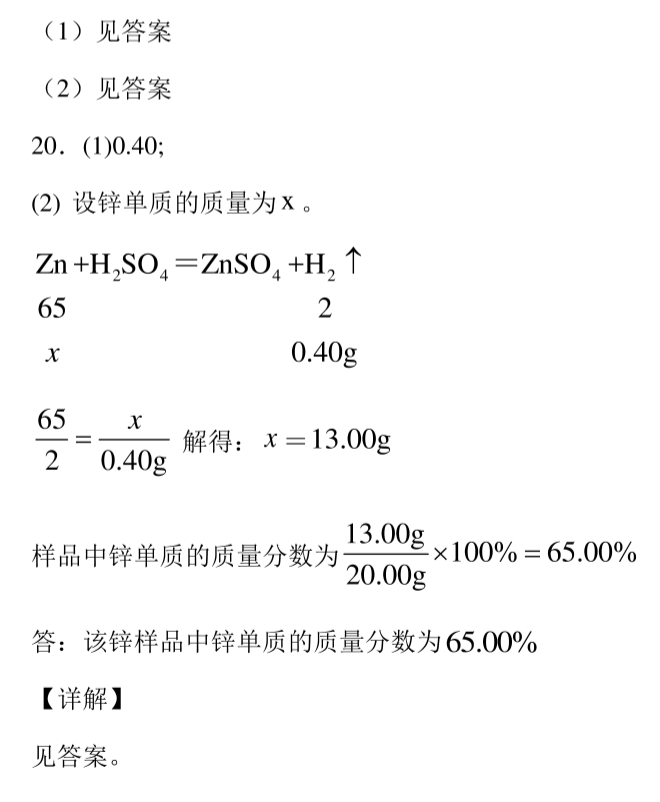 （1）见答案
（2）见答案
20．(1)0.40;
(2) 设锌单质的质量为 x 。
Zn+H₂SO₄＝ZnSO₄+H₂↑
65 2
x 0.40g
65/2 = x/0.40g 解得：x＝13.00g
样品中锌单质的质量分数为 13.00g/20.00g ×100%＝65.00%
答：该锌样品中锌单质的质量分数为65.00%
【详解】
见答案。